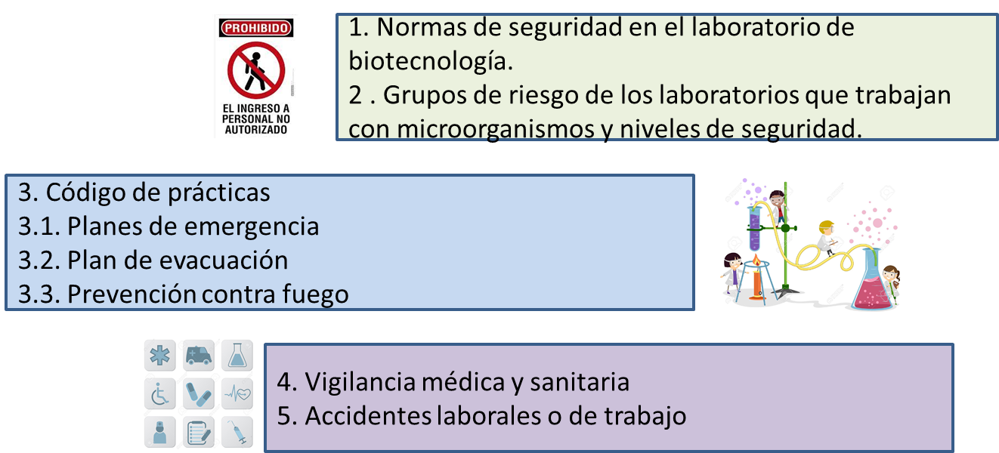 PROHIBIDO
EL INGRESO A
PERSONAL NO
AUTORIZADO
1. Normas de seguridad en el laboratorio de
biotecnología.
2 . Grupos de riesgo de los laboratorios que trabajan
con microorganismos y niveles de seguridad.
3. Código de prácticas
3.1. Planes de emergencia
3.2. Plan de evacuación
3.3. Prevención contra fuego
4. Vigilancia médica y sanitaria
5. Accidentes laborales o de trabajo